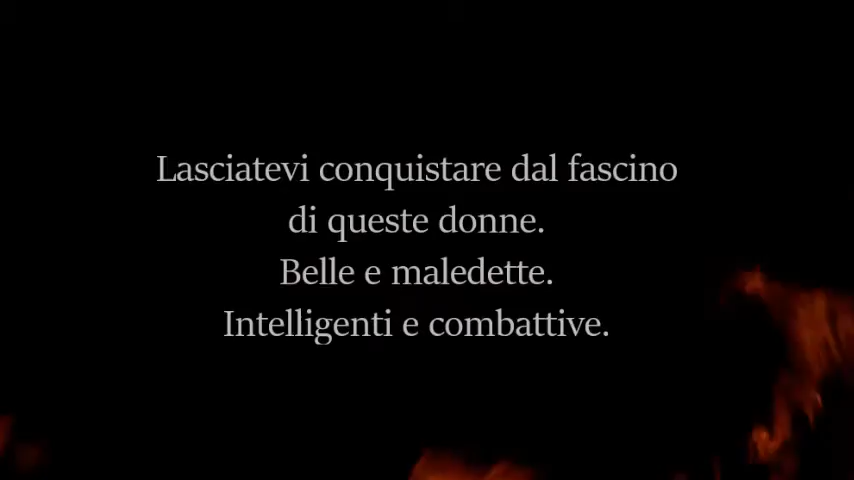 Lasciatevi conquistare dal fascino
di queste donne.
Belle e maledette.
Intelligenti e combattive.